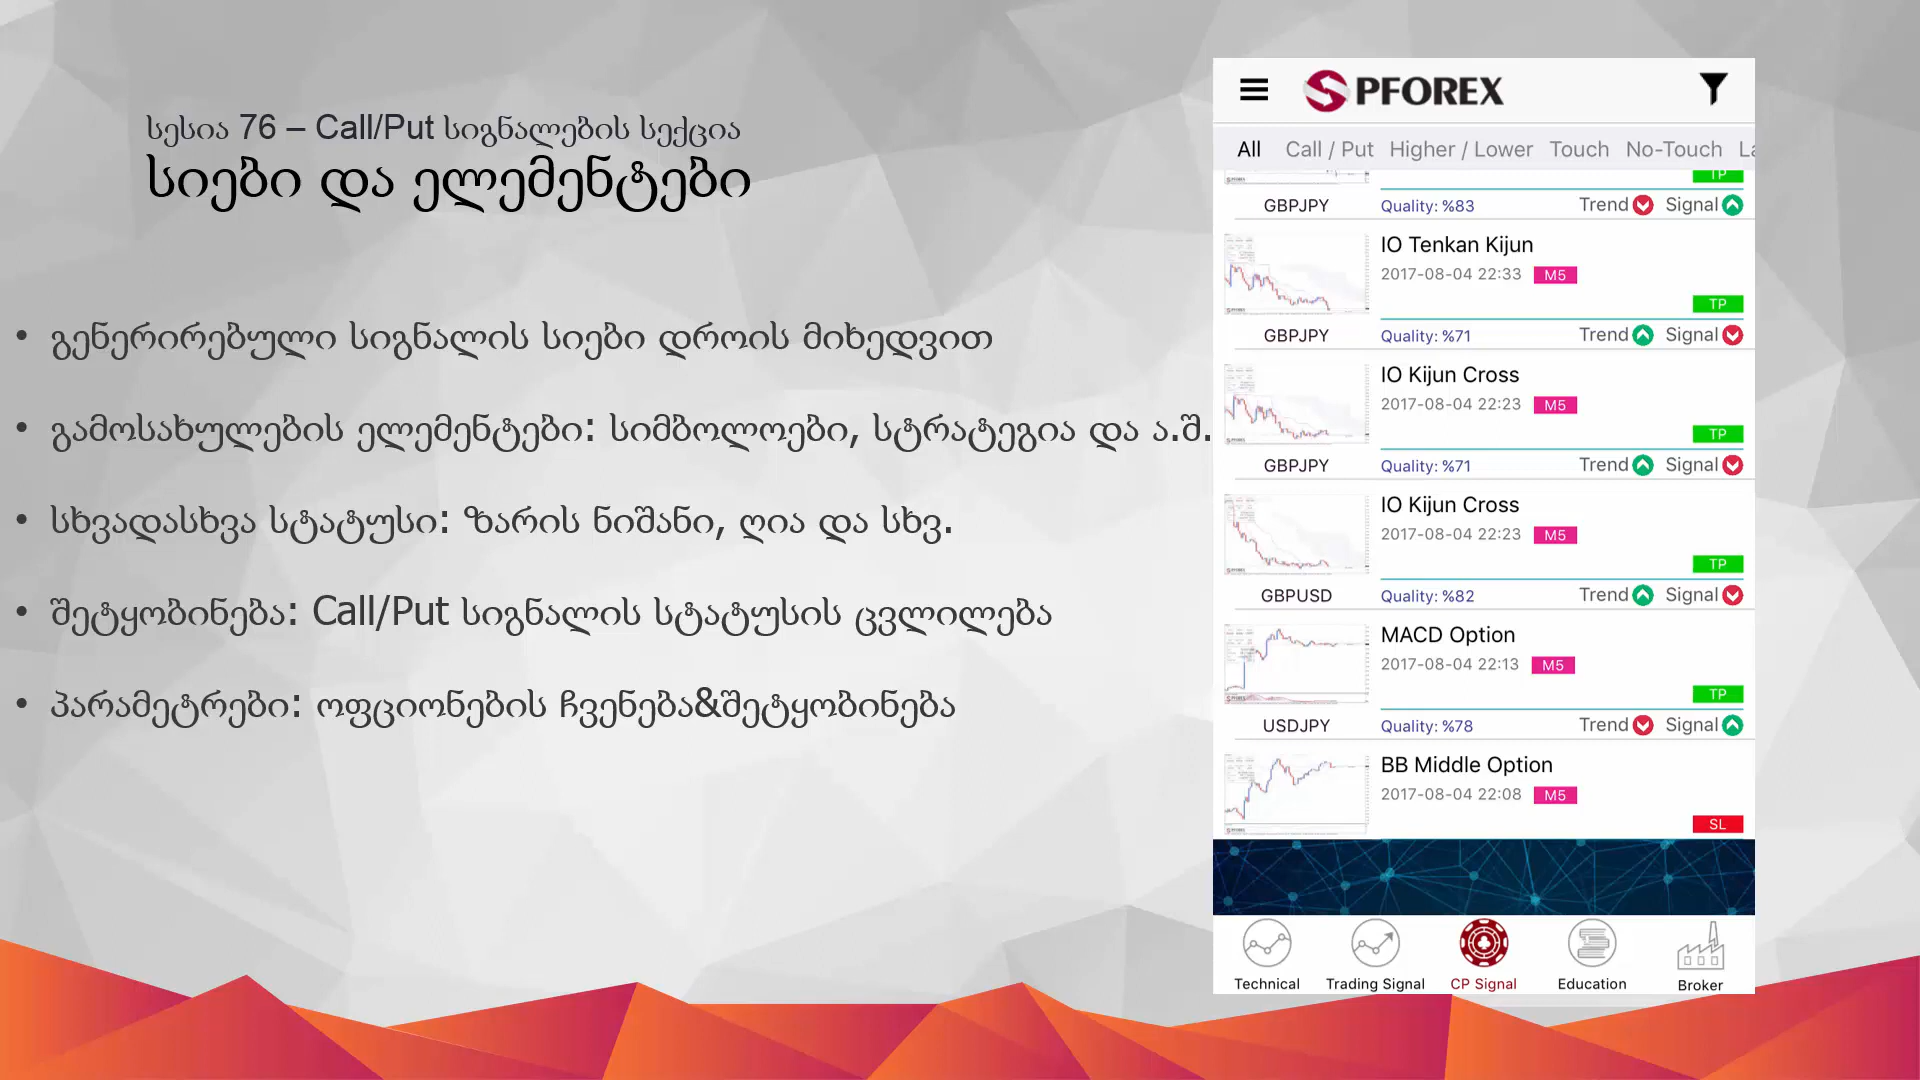 სესია 76 – Call/Put სიგნალების სექცია
სიები და ელემენტები
• გენერირებული სიგნალის სიები დროის მიხედვით
• გამოსახულების ელემენტები: სიმბოლოები, სტრატეგია და ა.შ.
• სხვადასხვა სტატუსი: ზარის ნიშანი, ღია და სხვ.
• შეტყობინება: Call/Put სიგნალის სტატუსის ცვლილება
• პარამეტრები: ოფციონების ჩვენება&შეტყობინება
PFOREX
All Call / Put Higher / Lower Touch No-Touch
TP
GBPJPY Quality: %83 Trend Signal
IO Tenkan Kijun
2017-08-04 22:33 M5
TP
GBPJPY Quality: %71 Trend Signal
IO Kijun Cross
2017-08-04 22:23 M5
TP
GBPJPY Quality: %71 Trend Signal
IO Kijun Cross
2017-08-04 22:23 M5
TP
GBPUSD Quality: %82 Trend Signal
MACD Option
2017-08-04 22:13 M5
TP
USDJPY Quality: %78 Trend Signal
BB Middle Option
2017-08-04 22:08 M5
SL
Technical Trading Signal CP Signal Education Broker